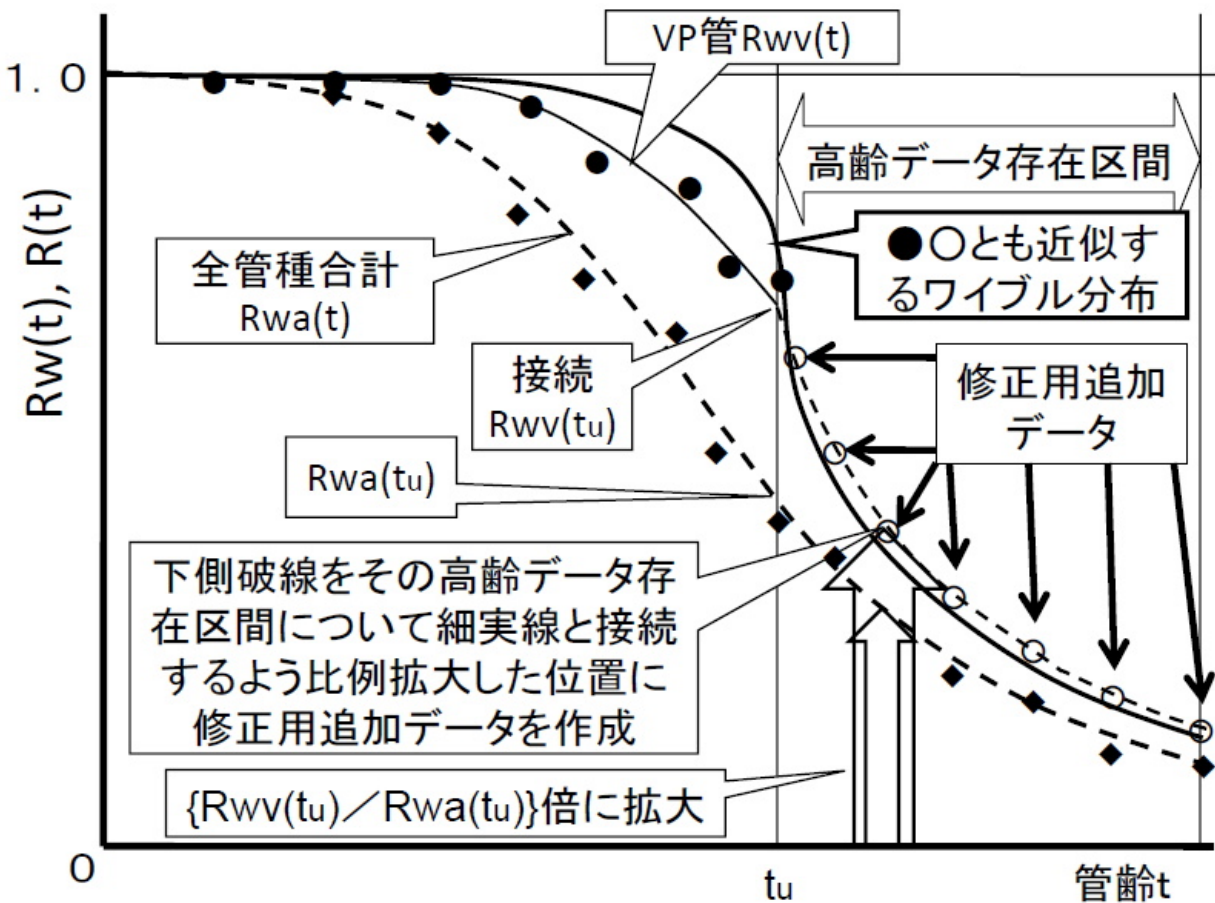 VP管Rwv(t)
1.0
高齢データ存在区間
●○とも近似す
るワイブル分布
全管種合計
Rwa(t)
Rw(t), R(t)
接続
Rwv(tu)
修正用追加
データ
Rwa(tu)
下側破線をその高齢データ存
在区間について細実線と接続
するよう比例拡大した位置に
修正用追加データを作成
{Rwv(tu)／Rwa(tu)}倍に拡大
0
tu
管齢t